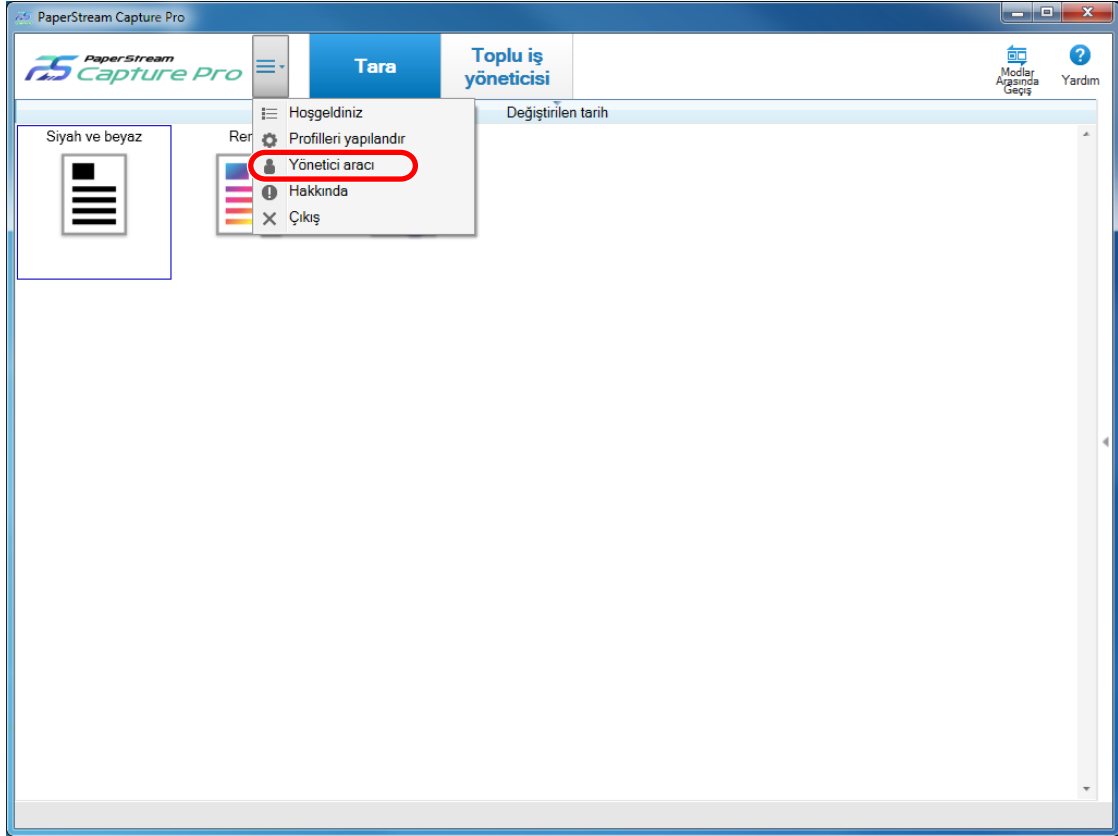 PaperStream Capture Pro
PaperStream
Capture Pro
Tara
Toplu iş
yöneticisi
Modlar
Arasında
Geçiş
Yardım
Değiştirilen tarih
Hoşgeldiniz
Profilleri yapılandır
Yönetici aracı
Hakkında
Çıkış
Siyah ve beyaz